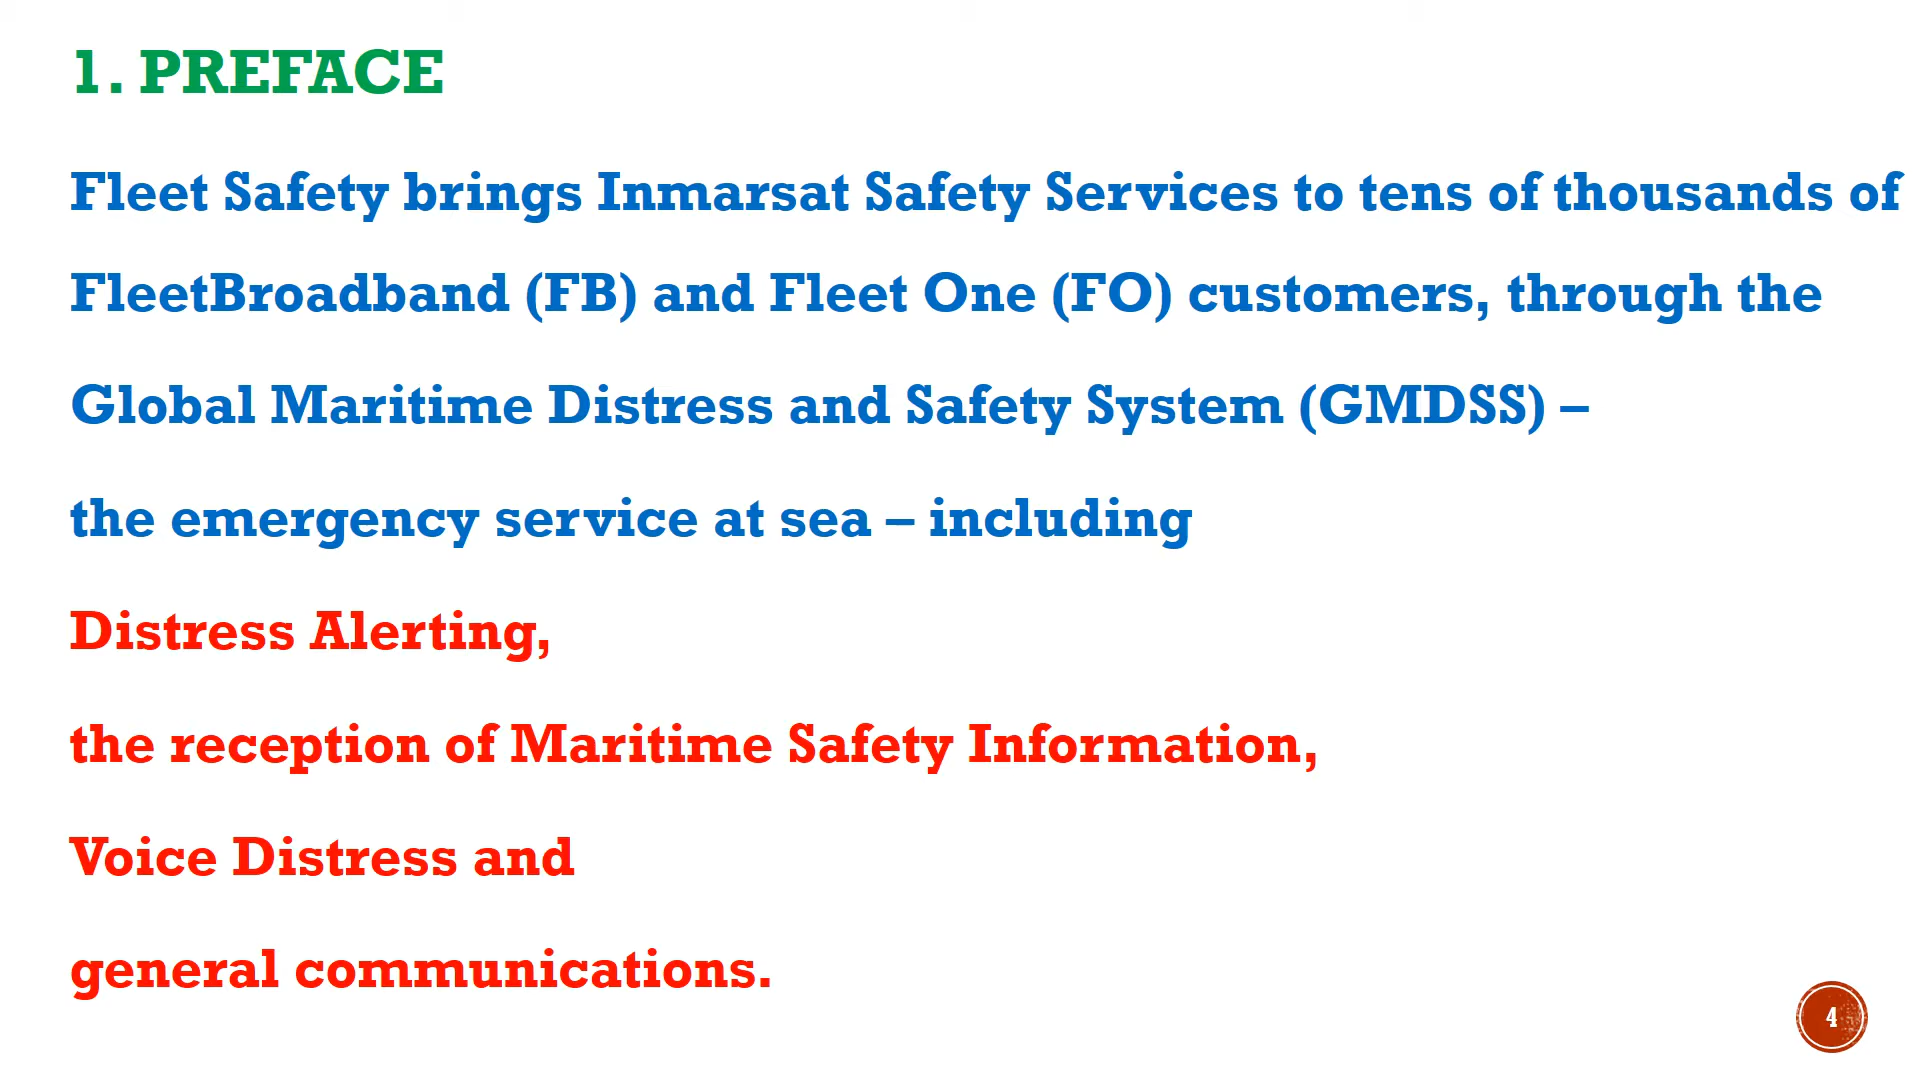 1. PREFACE
Fleet Safety brings Inmarsat Safety Services to tens of thousands of
FleetBroadband (FB) and Fleet One (FO) customers, through the
Global Maritime Distress and Safety System (GMDSS) –
the emergency service at sea – including
Distress Alerting,
the reception of Maritime Safety Information,
Voice Distress and
general communications.
4